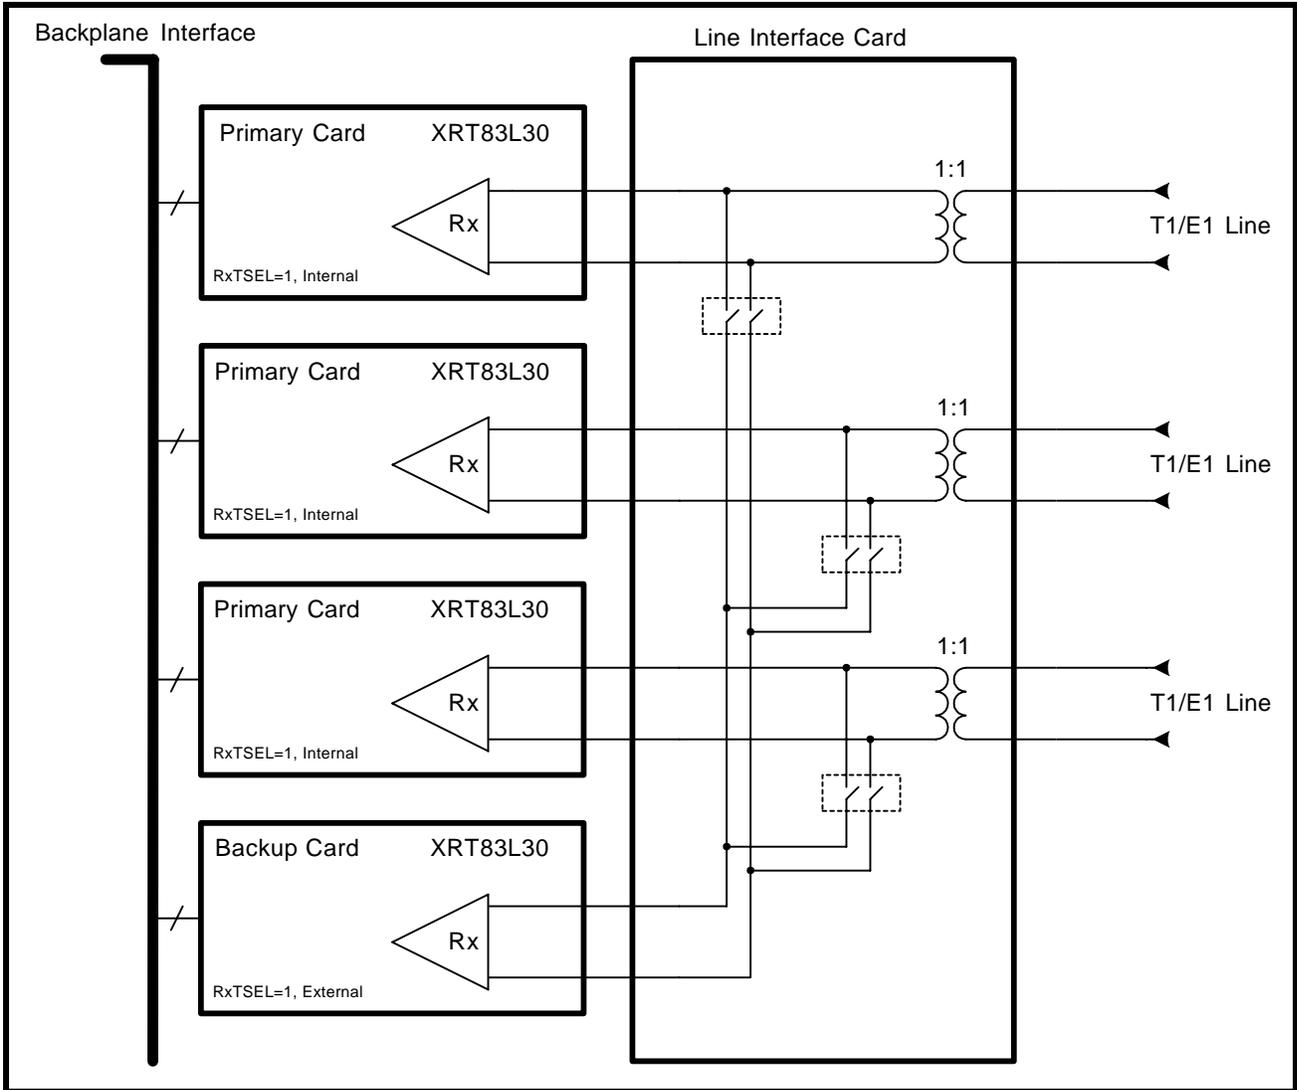 Backplane Interface
Line Interface Card
Primary Card XRT83L30
1:1
Rx
T1/E1 Line
RxTSEL=1, Internal
Primary Card XRT83L30
1:1
Rx
T1/E1 Line
RxTSEL=1, Internal
Primary Card XRT83L30
1:1
Rx
T1/E1 Line
RxTSEL=1, Internal
Backup Card XRT83L30
Rx
RxTSEL=1, External